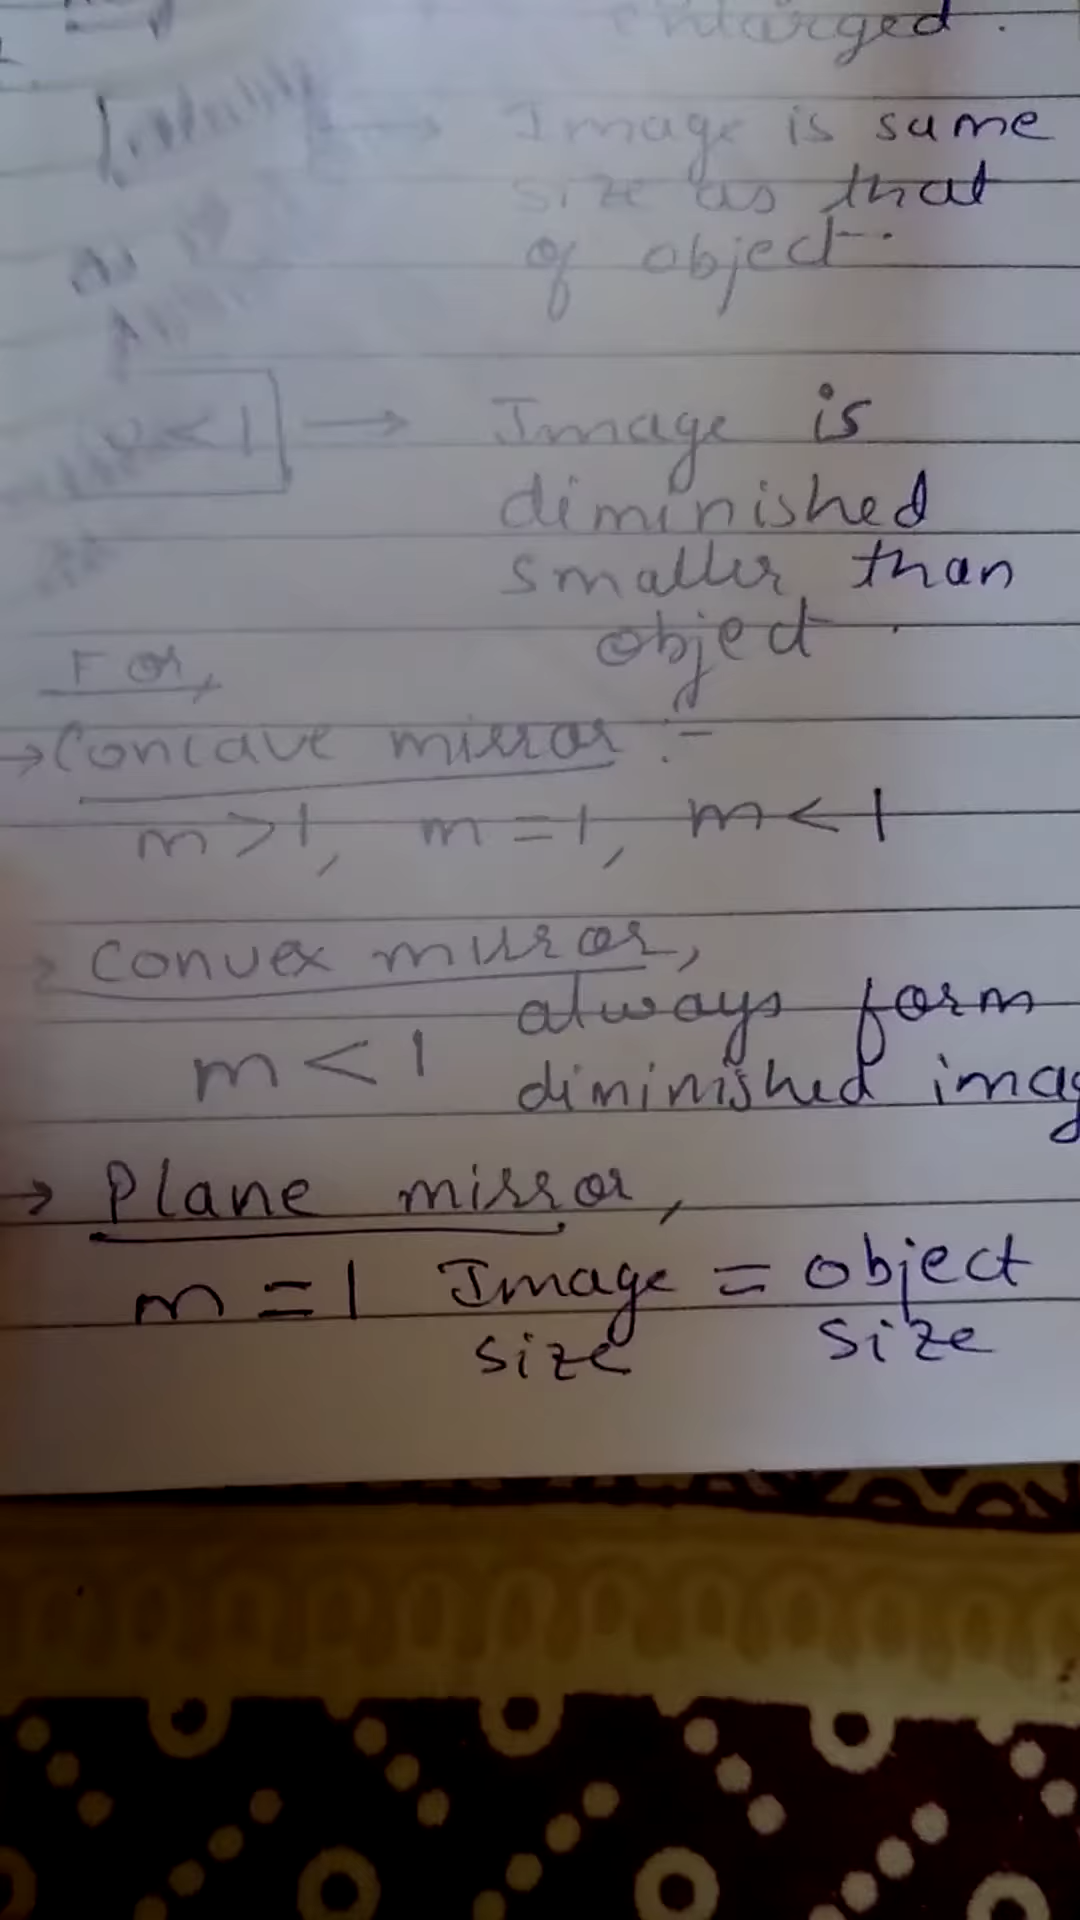 enlarged.
→ Image is same
size as that
of object.
< 1 → Image is
diminished
smaller than
object.
For,
→ Concave mirror :-
m > 1, m = 1, m < 1
Convex mirror,
always form
m < 1 diminished imag
→ Plane mirror,
m = 1 Image = object
size size